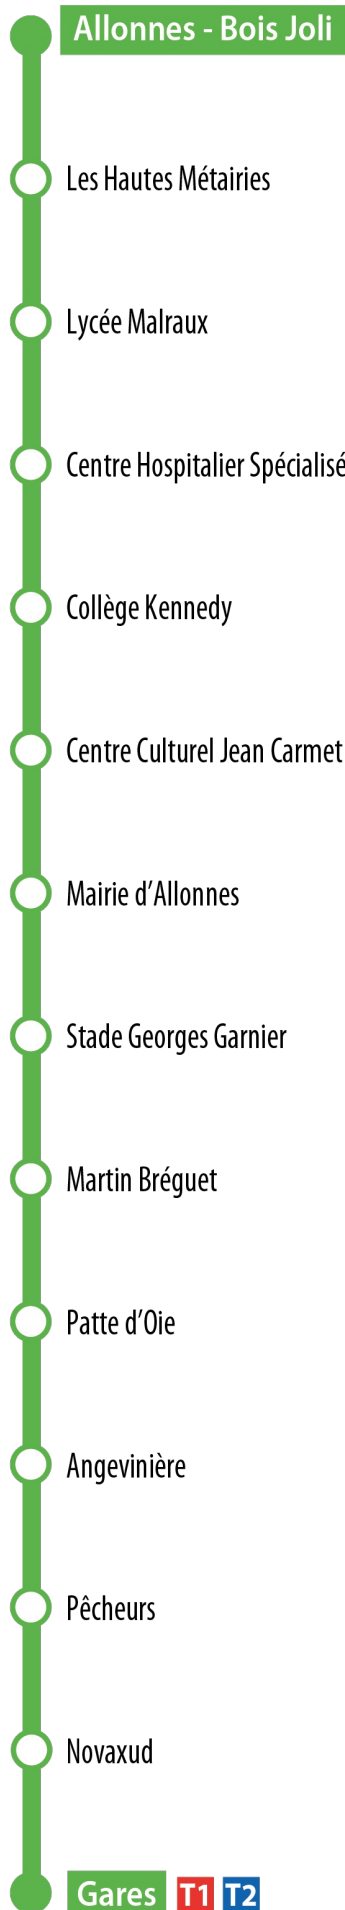 Allonnes - Bois Joli
Les Hautes Métairies
Lycée Malraux
Centre Hospitalier Spécialisé
Collège Kennedy
Centre Culturel Jean Carmet
Mairie d’Allonnes
Stade Georges Garnier
Martin Bréguet
Patte d’Oie
Angevinière
Pêcheurs
Novaxud
Gares T1 T2